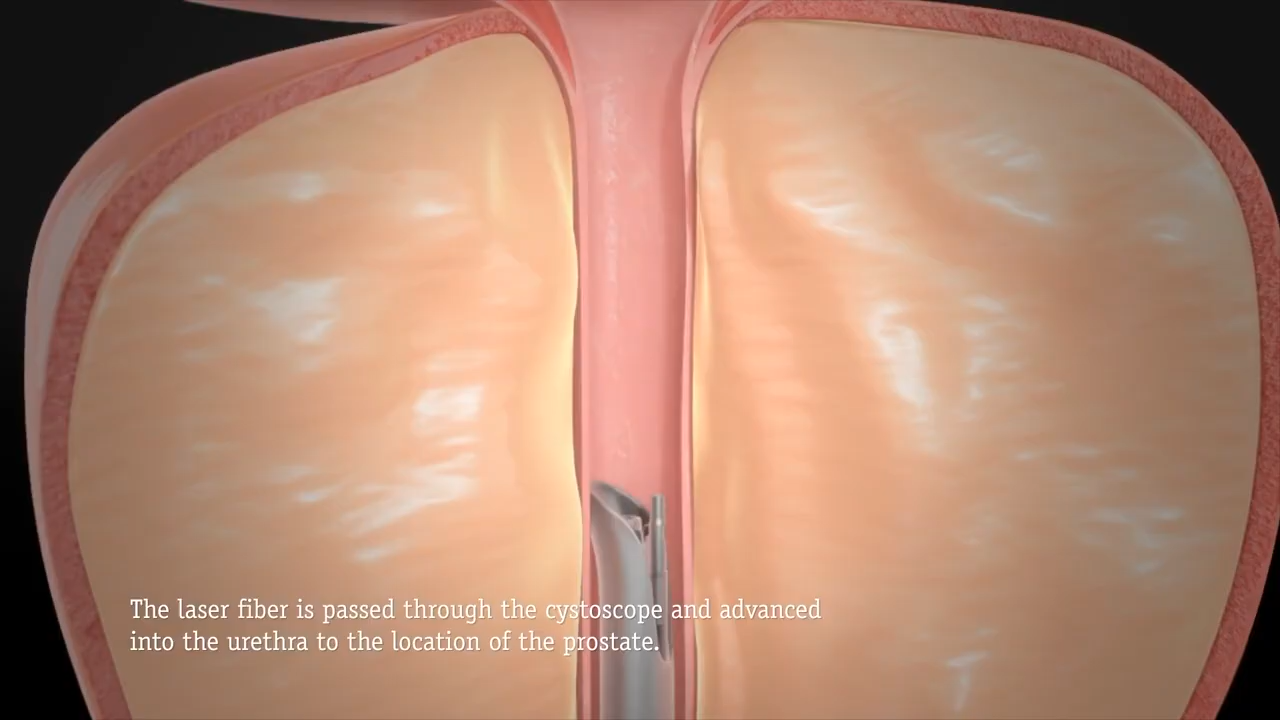 The laser fiber is passed through the cystoscope and advanced
into the urethra to the location of the prostate.